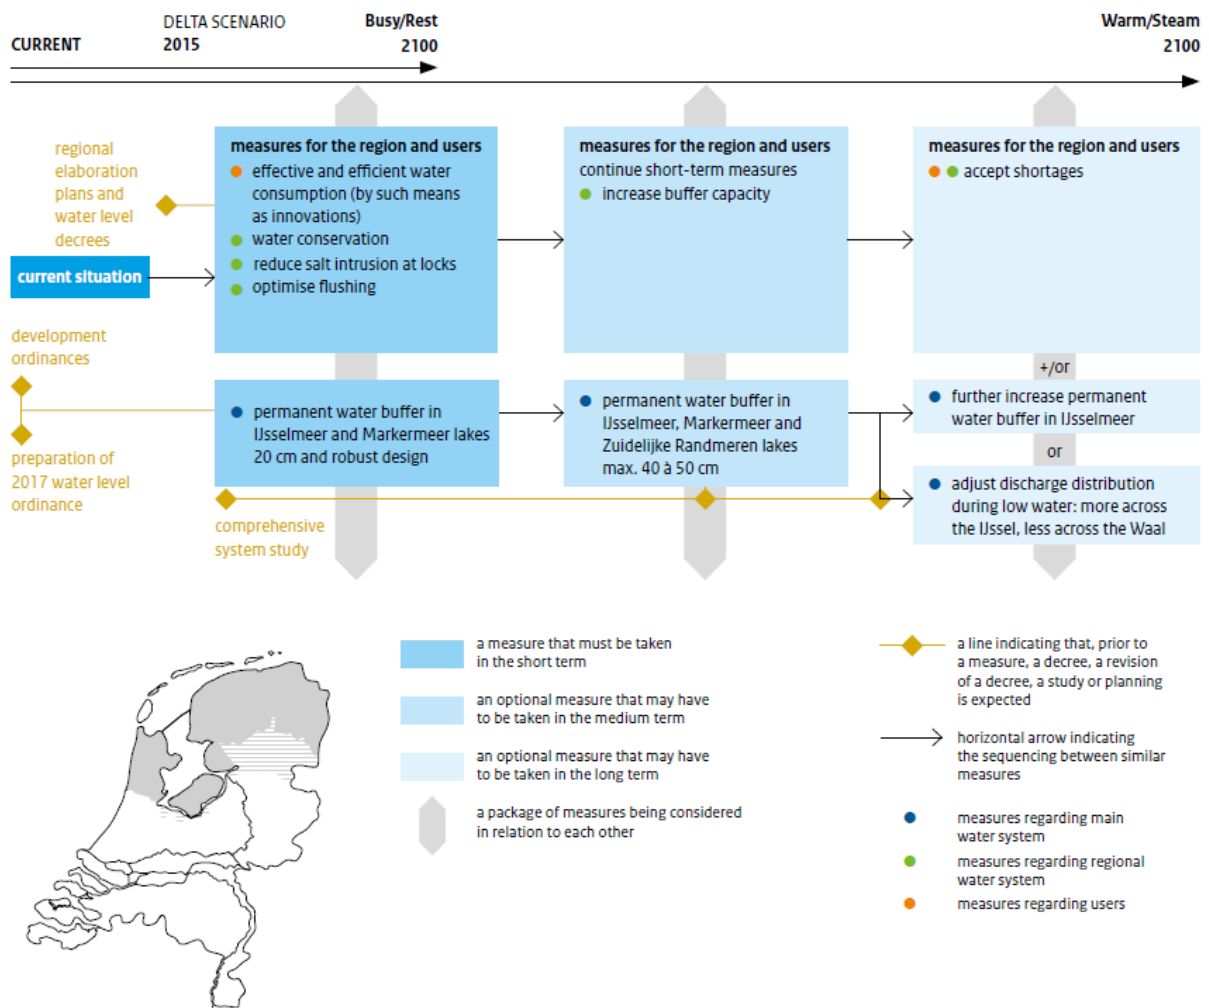 DELTA SCENARIO
Busy/Rest
Warm/Steam
CURRENT
2015
2100
2100
regional
elaboration
plans and
water level
decrees
current situation
measures for the region and users
effective and efficient water
consumption (by such means
as innovations)
water conservation
reduce salt intrusion at locks
optimise flushing
measures for the region and users
continue short-term measures
increase buffer capacity
measures for the region and users
accept shortages
development
ordinances
preparation of
2017 water level
ordinance
permanent water buffer in
IJsselmeer and Markermeer lakes
20 cm and robust design
permanent water buffer in
IJsselmeer, Markermeer and
Zuidelijke Randmeren lakes
max. 40 à 50 cm
+/or
further increase permanent
water buffer in IJsselmeer
or
adjust discharge distribution
during low water: more across
the IJssel, less across the Waal
comprehensive
system study
a measure that must be taken
in the short term
an optional measure that may have
to be taken in the medium term
an optional measure that may have
to be taken in the long term
a package of measures being considered
in relation to each other
a line indicating that, prior to
a measure, a decree, a revision
of a decree, a study or planning
is expected
horizontal arrow indicating
the sequencing between similar
measures
measures regarding main
water system
measures regarding regional
water system
measures regarding users